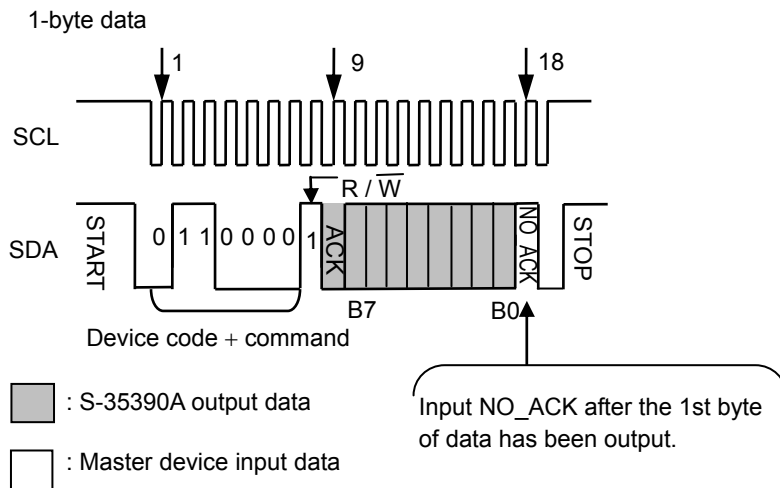 1-byte data
1 9 18
SCL
R / W
SDA
START 0 1 1 0 0 0 0 1 ACK NO_ACK STOP
B7 B0
Device code + command
: S-35390A output data
: Master device input data
Input NO_ACK after the 1st byte
of data has been output.